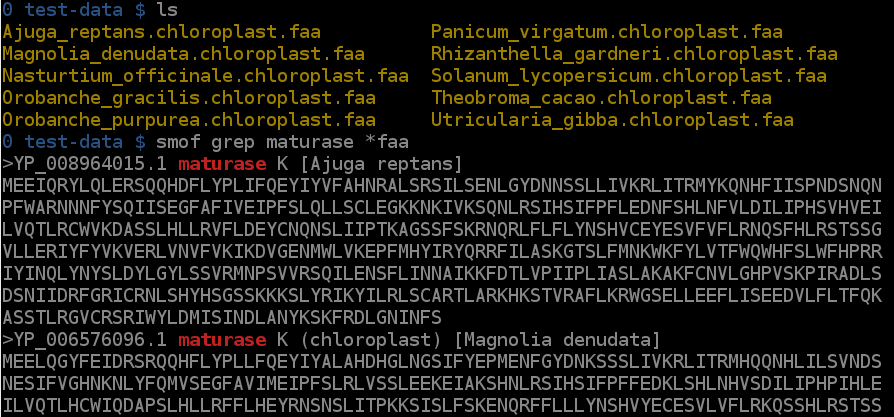 0 test-data $ ls
Ajuga_reptans.chloroplast.faa Panicum_virgatum.chloroplast.faa
Magnolia_denudata.chloroplast.faa Rhizanthella_gardneri.chloroplast.faa
Nasturtium_officinale.chloroplast.faa Solanum_lycopersicum.chloroplast.faa
Orobanche_gracilis.chloroplast.faa Theobroma_cacao.chloroplast.faa
Orobanche_purpurea.chloroplast.faa Utricularia_gibba.chloroplast.faa
0 test-data $ smof grep maturase *faa
>YP_008964015.1 maturase K [Ajuga reptans]
MEEIQRYLQLERSQQHDFLYPLIFQEYIYVFAHNRALSRSILSENLGYDNNSSLLIVKRLITRMYKQNHFIISPNDSNQN
PFWARNNNFYSQIISEGFAFIVEIPFSLQLLSCLEGKKNKIVKSQNLRSIHSIFPFLEDNFSHLNFVLDILIPHSVHVEI
LVQTLRCWVKDASSLHLLRVFLDEYCNQNSLIIPTKAGSSFSKRNQRLFLFLYNSHVCEYESVFVFLRNQSFHLRSTSSG
VLLERIYFYVKVERLVNVFVKIKDVGENMWLVKEPFMHYIRYQRRFILASKGTSLFMNKWKFYLVTFWQWHFSLWFHPRR
IYINQLYNYSLDYLGYLSSVRMNPSVVRSQILENSFLINNAIKKFDTLVPIIPLIASLAKAKFCNVLGHPVSKPIRADLS
DSNIIDRFGRICRNLSHYHSGSSKKKSLYRIKYILRLSCARTLARKHKSTVRAFLKRWGSELLEEFLISEEDVLFLTFQK
ASSTLRGVCRSRIWYLDMISINDLANYKSKFRDLGNINFS
>YP_006576096.1 maturase K (chloroplast) [Magnolia denudata]
MEELQGYFEIDRSRQQHFLYPLLFQEYIYALAHDHGLNGSIFYEPMENFGYDNKSSSLIVKRLITRMHQQNHLILSVNDS
NESIFVGHNKNLYFQMVSEGFAVIMEIPFSLRLVSSLEEKEIAKSHNLRSIHSIFPFFEDKLSHLNHVSDILIPHPIHLE
ILVQTLHCWIQDAPSLHLLRFFLHEYRNSNSLITPKKSISLFSKENQRFFLLLYNSHVYECESVLVFLRKQSSHLRSTSS